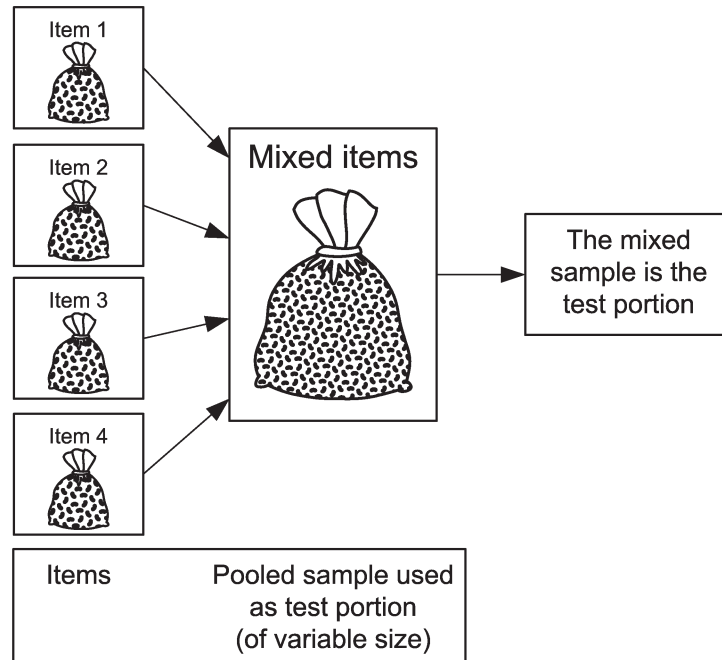 Item 1
Item 2
Item 3
Item 4
Mixed items
The mixed
sample is the
test portion
Items
Pooled sample used
as test portion
(of variable size)